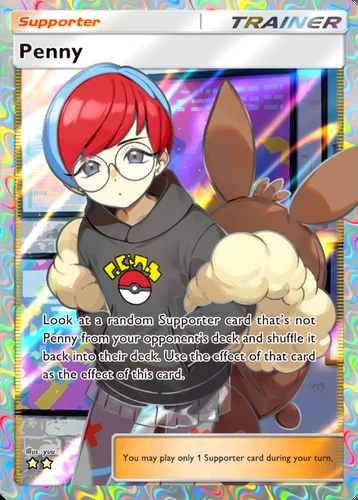 Supporter
TRAINER
Penny
Look at a random Supporter card that's not
Penny from your opponent's deck and shuffle it
back into their deck. Use the effect of that card
as the effect of this card.
Illus. yuu
You may play only 1 Supporter card during your turn.